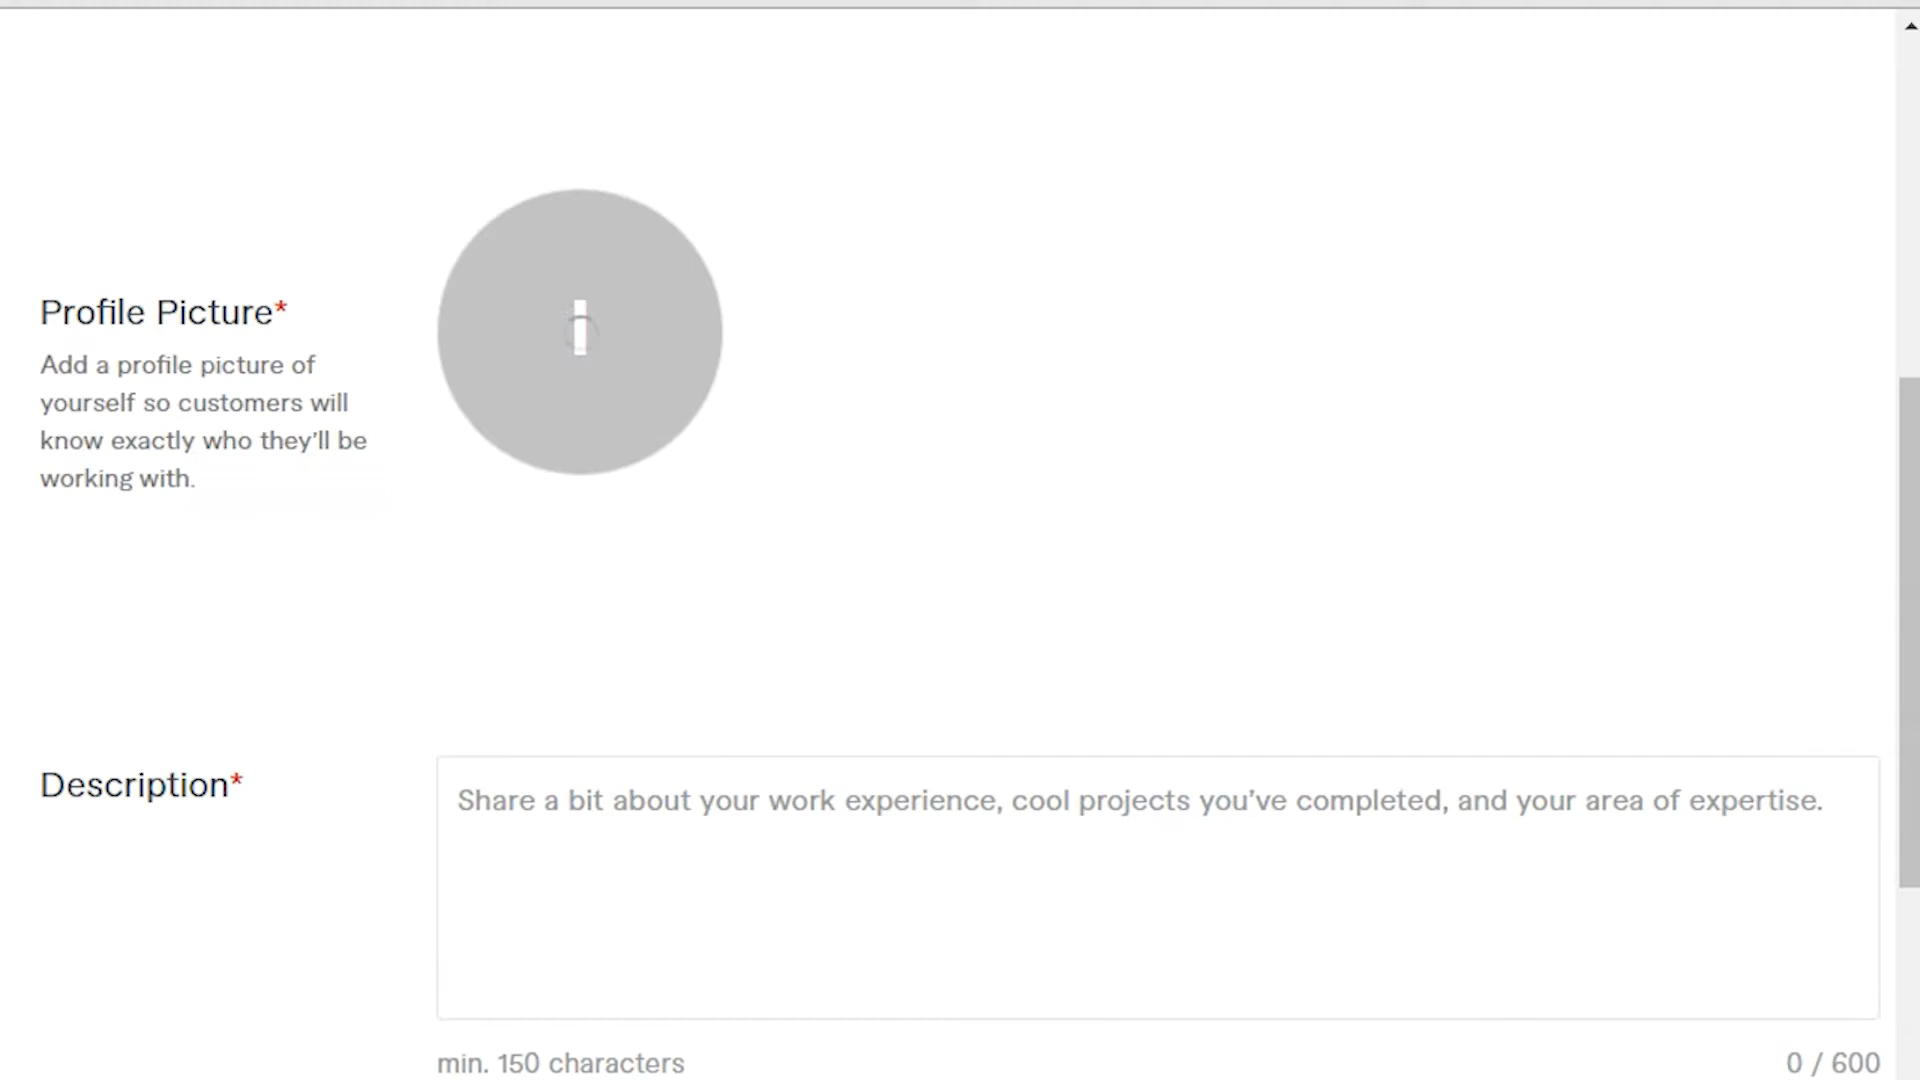 Profile Picture*
Add a profile picture of
yourself so customers will
know exactly who they’ll be
working with.
I
Description*
Share a bit about your work experience, cool projects you’ve completed, and your area of expertise.
min. 150 characters
0 / 600